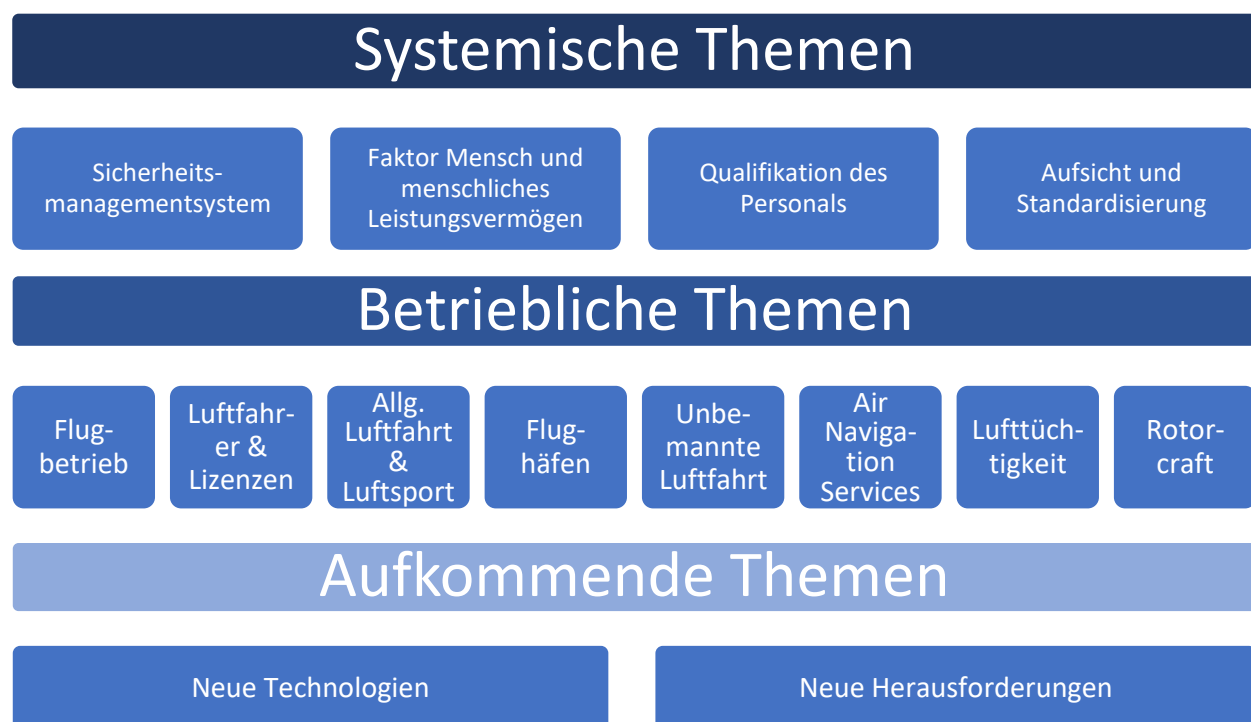 Systemische Themen
Sicherheits-
managementsystem
Faktor Mensch und
menschliches
Leistungsvermögen
Qualifikation des
Personals
Aufsicht und
Standardisierung
Betriebliche Themen
Flug-
betrieb
Luftfahr-
er &
Lizenzen
Allg.
Luftfahrt
&
Luftsport
Flug-
häfen
Unbe-
mannte
Luftfahrt
Air
Naviga-
tion
Services
Lufttüch-
tigkeit
Rotor-
craft
Aufkommende Themen
Neue Technologien
Neue Herausforderungen